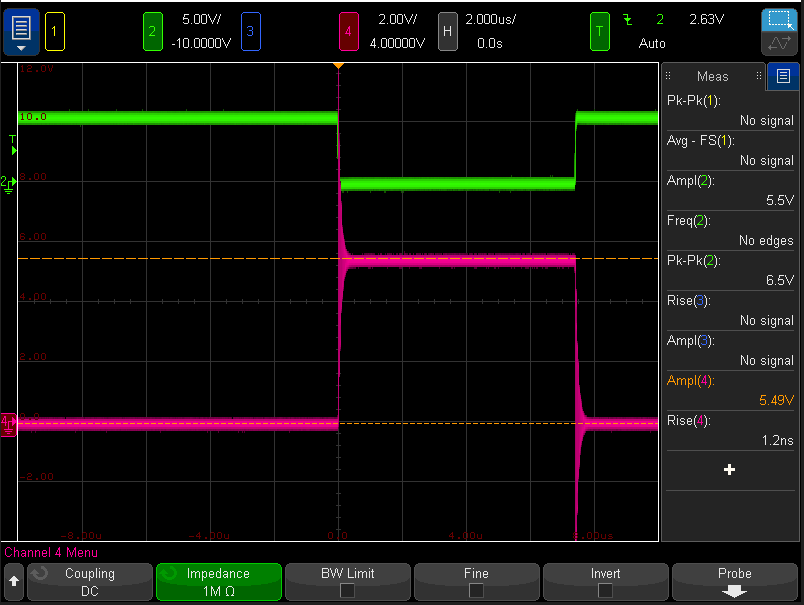 1 2 5.00V/ 3 4 2.00V/ H 2.000us/ T 2 2.63V
-10.0000V 4.00000V 0.0s Auto
12.0V
10.0
T
8.00
2
6.00
4.00
2.00
0.0
4
-2.00
-8.00u -4.00u 0.0 4.00u 8.00us
Meas
Pk-Pk(1):
No signal
Avg - FS(1):
No signal
Ampl(2):
5.5V
Freq(2):
No edges
Pk-Pk(2):
6.5V
Rise(3):
No signal
Ampl(3):
No signal
Ampl(4):
5.49V
Rise(4):
1.2ns
Channel 4 Menu
Coupling Impedance BW Limit Fine Invert Probe
DC 1M Ω